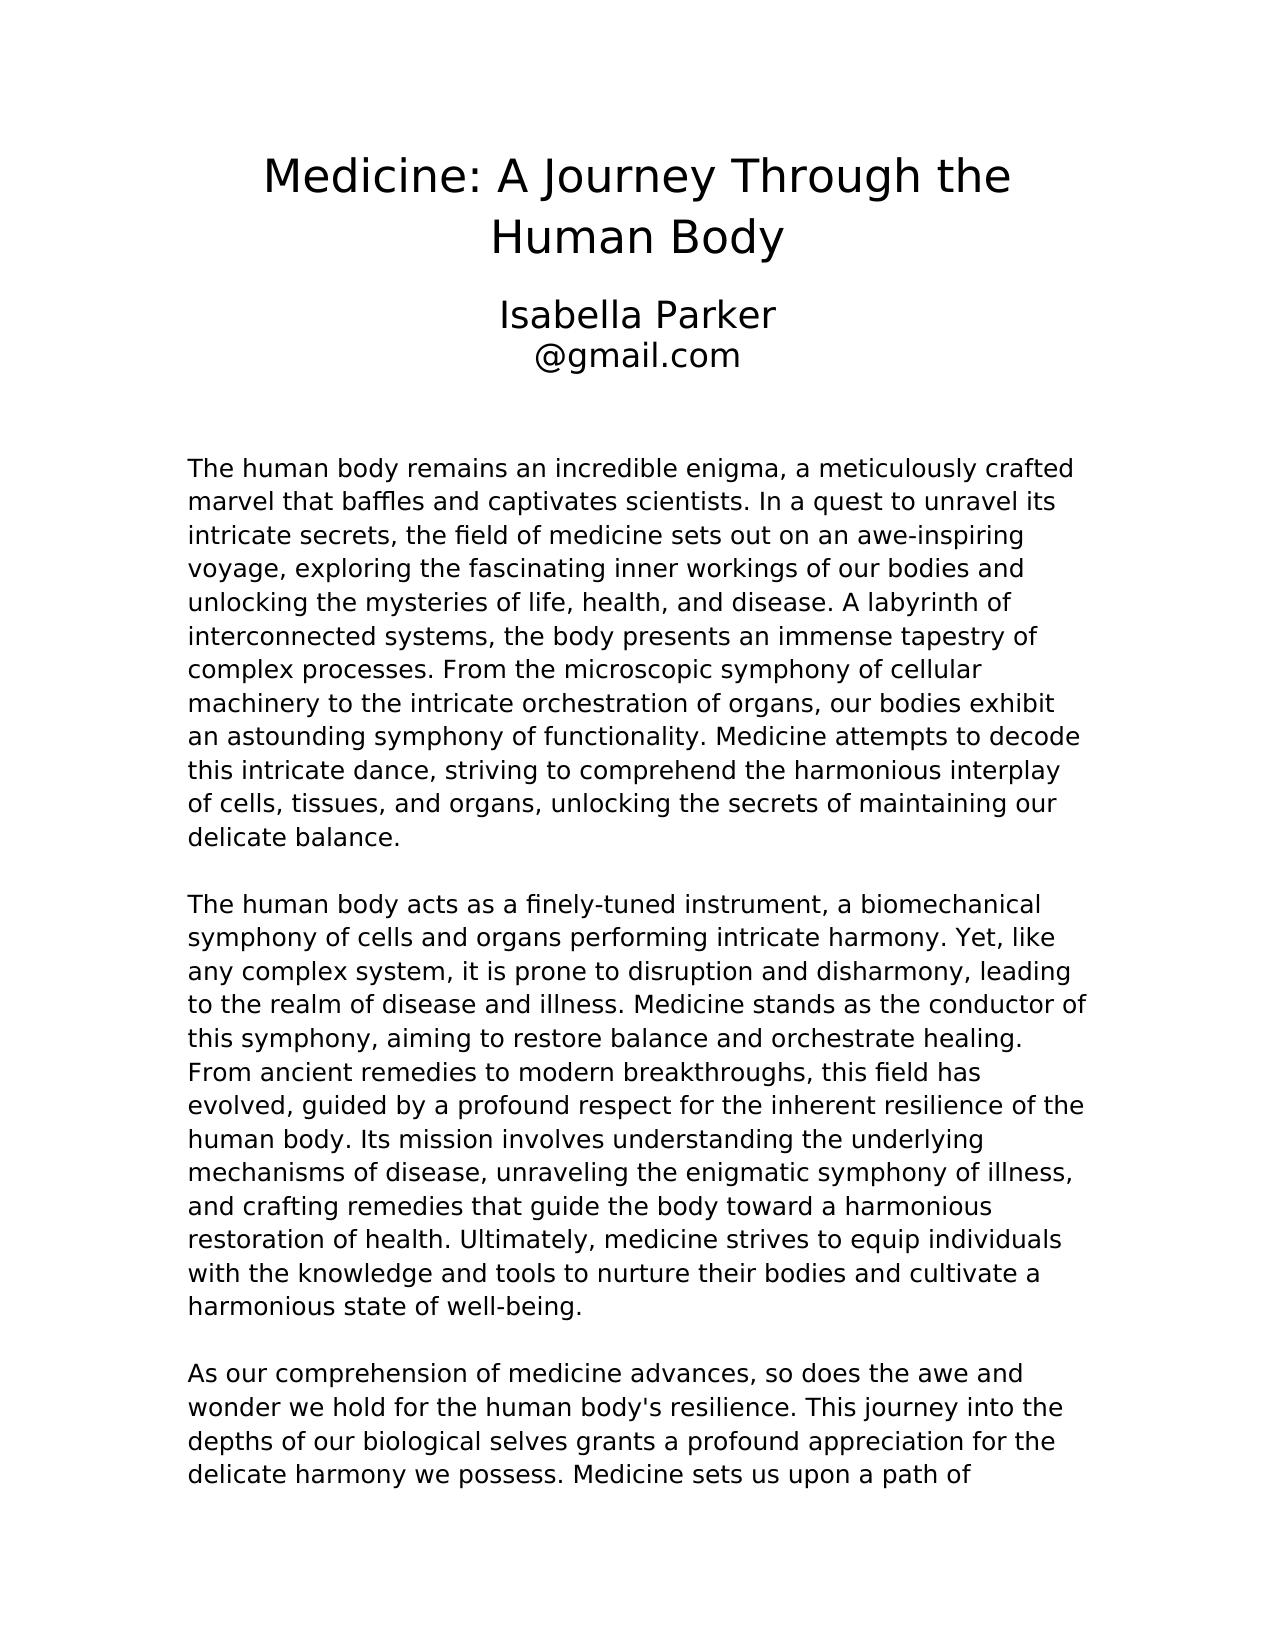 Medicine: A Journey Through the
Human Body
Isabella Parker
@gmail.com
The human body remains an incredible enigma, a meticulously crafted
marvel that baffles and captivates scientists. In a quest to unravel its
intricate secrets, the field of medicine sets out on an awe-inspiring
voyage, exploring the fascinating inner workings of our bodies and
unlocking the mysteries of life, health, and disease. A labyrinth of
interconnected systems, the body presents an immense tapestry of
complex processes. From the microscopic symphony of cellular
machinery to the intricate orchestration of organs, our bodies exhibit
an astounding symphony of functionality. Medicine attempts to decode
this intricate dance, striving to comprehend the harmonious interplay
of cells, tissues, and organs, unlocking the secrets of maintaining our
delicate balance.
The human body acts as a finely-tuned instrument, a biomechanical
symphony of cells and organs performing intricate harmony. Yet, like
any complex system, it is prone to disruption and disharmony, leading
to the realm of disease and illness. Medicine stands as the conductor of
this symphony, aiming to restore balance and orchestrate healing.
From ancient remedies to modern breakthroughs, this field has
evolved, guided by a profound respect for the inherent resilience of the
human body. Its mission involves understanding the underlying
mechanisms of disease, unraveling the enigmatic symphony of illness,
and crafting remedies that guide the body toward a harmonious
restoration of health. Ultimately, medicine strives to equip individuals
with the knowledge and tools to nurture their bodies and cultivate a
harmonious state of well-being.
As our comprehension of medicine advances, so does the awe and
wonder we hold for the human body's resilience. This journey into the
depths of our biological selves grants a profound appreciation for the
delicate harmony we possess. Medicine sets us upon a path of